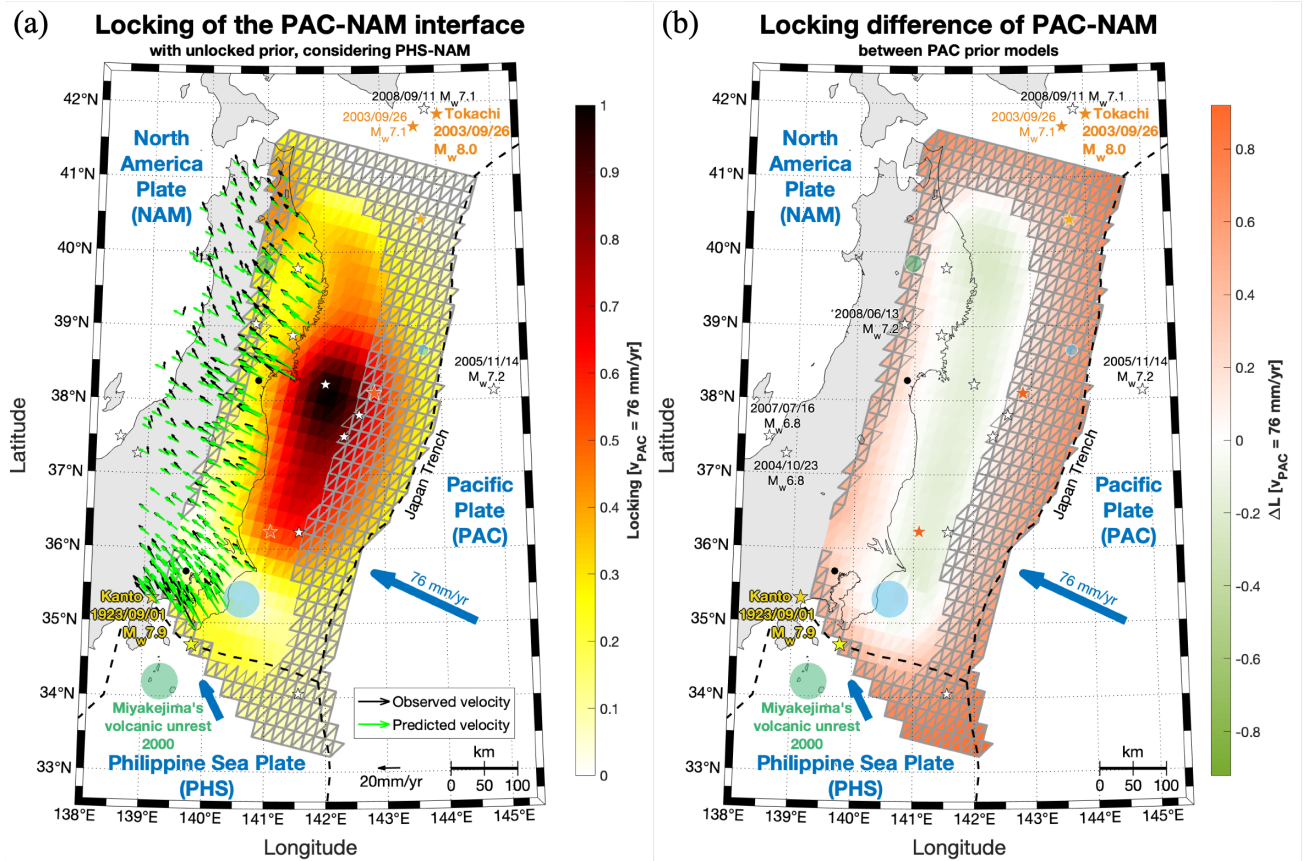 (a)
Locking of the PAC-NAM interface
with unlocked prior, considering PHS-NAM
42°N
41°N
40°N
39°N
38°N
37°N
36°N
35°N
34°N
33°N
138°E
139°E
140°E
141°E
142°E
143°E
144°E
145°E
Latitude
Longitude
North
America
Plate
(NAM)
2008/09/11 Mw7.1
2003/09/26
Mw7.1
Tokachi
2003/09/26
Mw8.0
2005/11/14
Mw7.2
Japan Trench
Pacific
Plate
(PAC)
76 mm/yr
Kanto
1923/09/01
Mw7.9
Miyakejima's
volcanic unrest
2000
Philippine Sea Plate
(PHS)
Observed velocity
Predicted velocity
20mm/yr
km
0 50 100
1
0.9
0.8
0.7
0.6
0.5
0.4
0.3
0.2
0.1
0
Locking [vPAC = 76 mm/yr]
(b)
Locking difference of PAC-NAM
between PAC prior models
42°N
41°N
40°N
39°N
38°N
37°N
36°N
35°N
34°N
33°N
138°E
139°E
140°E
141°E
142°E
143°E
144°E
145°E
Latitude
Longitude
North
America
Plate
(NAM)
2008/09/11 Mw7.1
2003/09/26
Mw7.1
Tokachi
2003/09/26
Mw8.0
2008/06/13
Mw7.2
2005/11/14
Mw7.2
2007/07/16
Mw6.8
2004/10/23
Mw6.8
Japan Trench
Pacific
Plate
(PAC)
76 mm/yr
Kanto
1923/09/01
Mw7.9
Miyakejima's
volcanic unrest
2000
Philippine Sea Plate
(PHS)
km
0 50 100
0.8
0.6
0.4
0.2
0
-0.2
-0.4
-0.6
-0.8
ΔL [vPAC = 76 mm/yr]